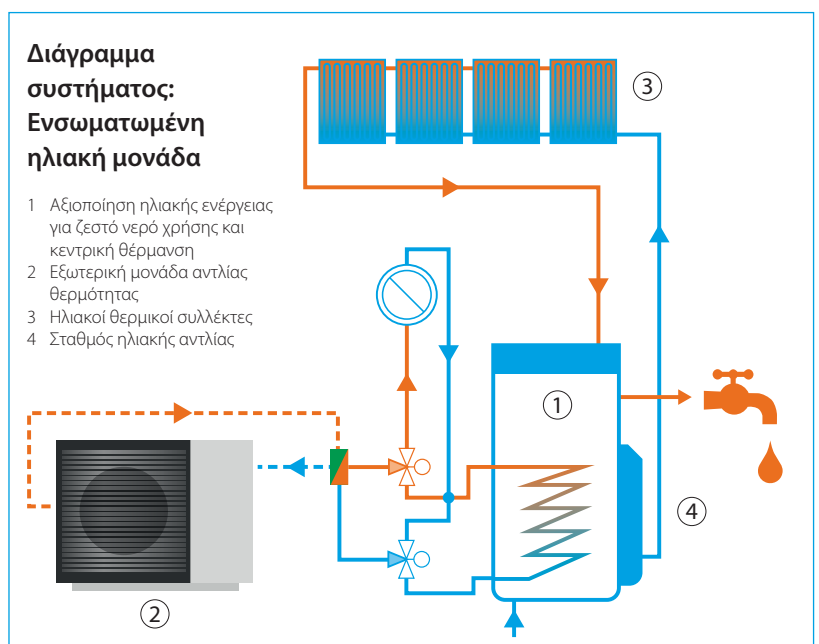 Διάγραμμα
συστήματος:
Ενσωματωμένη
ηλιακή μονάδα
1 Αξιοποίηση ηλιακής ενέργειας
για ζεστό νερό χρήσης και
κεντρική θέρμανση
2 Εξωτερική μονάδα αντλίας
θερμότητας
3 Ηλιακοί θερμικοί συλλέκτες
4 Σταθμός ηλιακής αντλίας
3
1
4
2